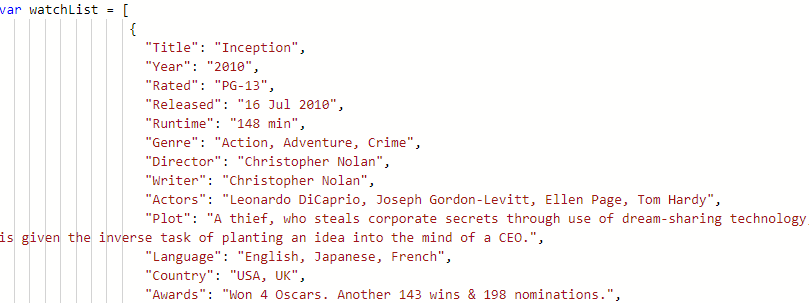 var watchList = [
{
"Title": "Inception",
"Year": "2010",
"Rated": "PG-13",
"Released": "16 Jul 2010",
"Runtime": "148 min",
"Genre": "Action, Adventure, Crime",
"Director": "Christopher Nolan",
"Writer": "Christopher Nolan",
"Actors": "Leonardo DiCaprio, Joseph Gordon-Levitt, Ellen Page, Tom Hardy",
"Plot": "A thief, who steals corporate secrets through use of dream-sharing technology,
is given the inverse task of planting an idea into the mind of a CEO.",
"Language": "English, Japanese, French",
"Country": "USA, UK",
"Awards": "Won 4 Oscars. Another 143 wins & 198 nominations.",